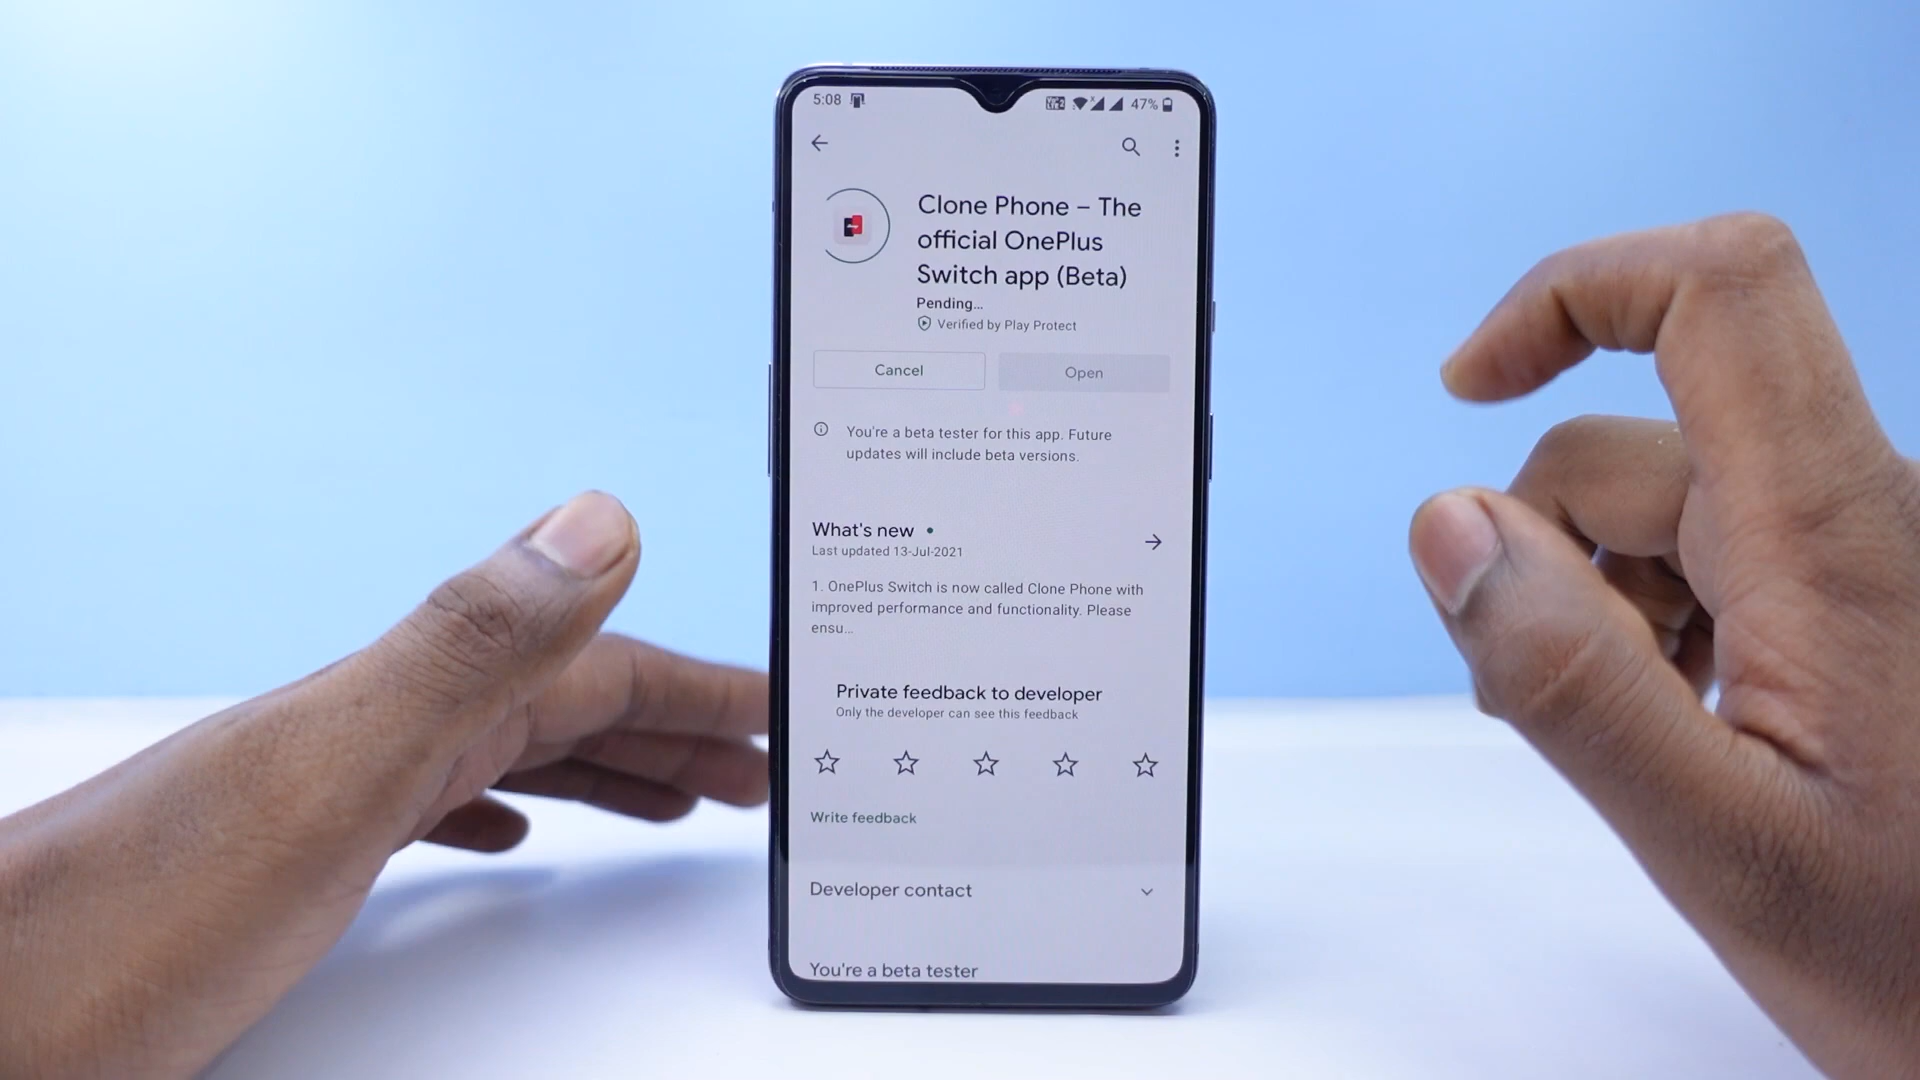 5:08 47%
Clone Phone – The
official OnePlus
Switch app (Beta)
Pending...
Verified by Play Protect
Cancel Open
You're a beta tester for this app. Future
updates will include beta versions.
What's new
Last updated 13-Jul-2021
1. OnePlus Switch is now called Clone Phone with
improved performance and functionality. Please
ensu...
Private feedback to developer
Only the developer can see this feedback
Write feedback
Developer contact
You're a beta tester